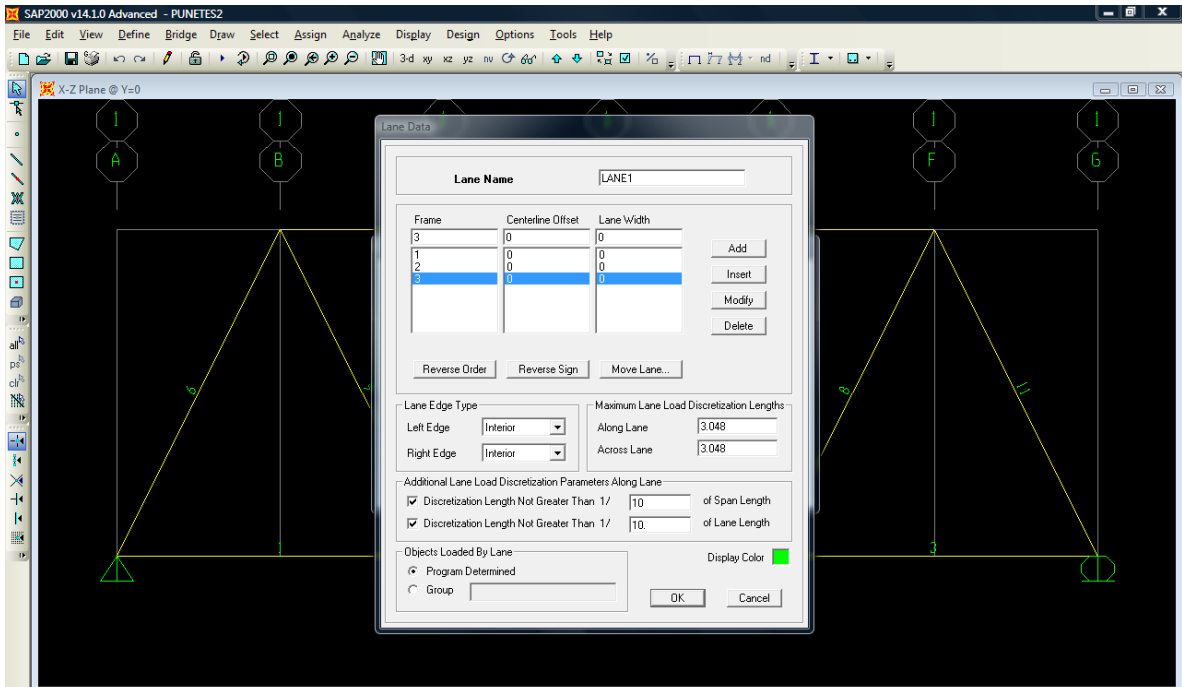 SAP2000 v14.1.0 Advanced - PUNETES2
File Edit View Define Bridge Draw Select Assign Analyze Display Design Options Tools Help
3-d xy xz yz nv nd
X-Z Plane @ Y=0
all
ps
clr
1 1 1 1
A B F G
6 8 11
1 3
Lane Data
Lane Name LANE1
Frame Centerline Offset Lane Width
3 0 0
1 0 0
2 0 0
3 0 0
Add
Insert
Modify
Delete
Reverse Order Reverse Sign Move Lane...
Lane Edge Type
Left Edge Interior
Right Edge Interior
Maximum Lane Load Discretization Lengths
Along Lane 3.048
Across Lane 3.048
Additional Lane Load Discretization Parameters Along Lane
Discretization Length Not Greater Than 1/ 10 of Span Length
Discretization Length Not Greater Than 1/ 10. of Lane Length
Objects Loaded By Lane
Program Determined
Group
Display Color
OK Cancel